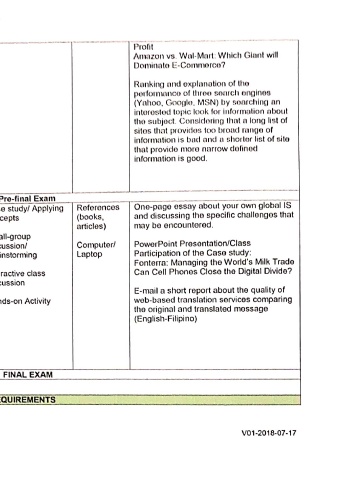 Profit
Amazon vs. Wal-Mart: Which Giant will
Dominate E-Commerce?
Ranking and explanation of the
performance of three search engines
(Yahoo, Google, MSN) by searching an
interested topic look for information about
the subject. Considering that a long list of
sites that provides too broad range of
information is bad and a shorter list of site
that provide more narrow defined
information is good.
Pre-final Exam
e study/ Applying
cepts
all-group
cussion/
instorming
ractive class
cussion
nds-on Activity
References
(books,
articles)
Computer/
Laptop
One-page essay about your own global IS
and discussing the specific challenges that
may be encountered.
PowerPoint Presentation/Class
Participation of the Case study:
Fonterra: Managing the World's Milk Trade
Can Cell Phones Close the Digital Divide?
E-mail a short report about the quality of
web-based translation services comparing
the original and translated message
(English-Filipino)
FINAL EXAM
QUIREMENTS
V01-2018-07-17